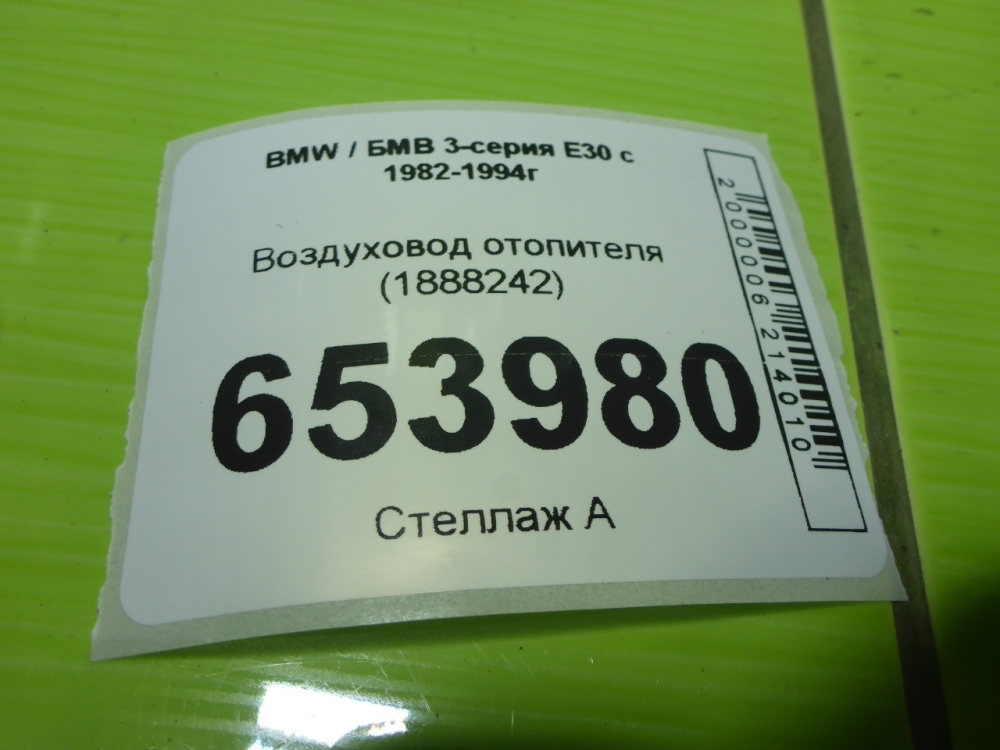 BMW / БМВ 3-серия E30 с
1982-1994г
Воздуховод отопителя
(1888242)
653980
Стеллаж А
2000006214010